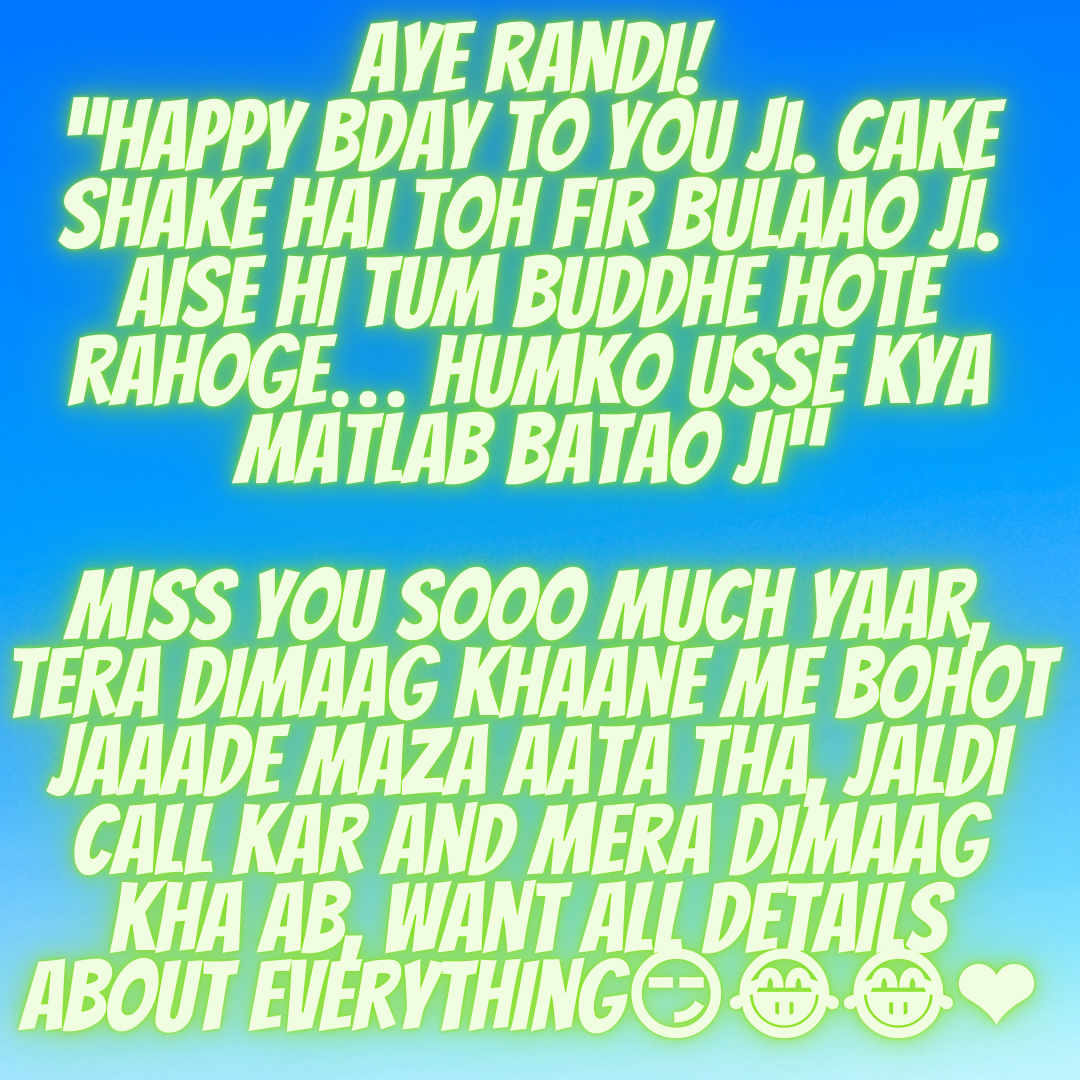 AYE RANDI!
"HAPPY BDAY TO YOU JI. CAKE
SHAKE HAI TOH FIR BULAAO JI.
AISE HI TUM BUDDHE HOTE
RAHOGE... HUMKO USSE KYA
MATLAB BATAO JI"
MISS YOU SOOO MUCH YAAR,
TERA DIMAAG KHAANE ME BOHOT
JAAADE MAZA AATA THA, JALDI
CALL KAR AND MERA DIMAAG
KHA AB, WANT ALL DETAILS
ABOUT EVERYTHING😏😂😂❤